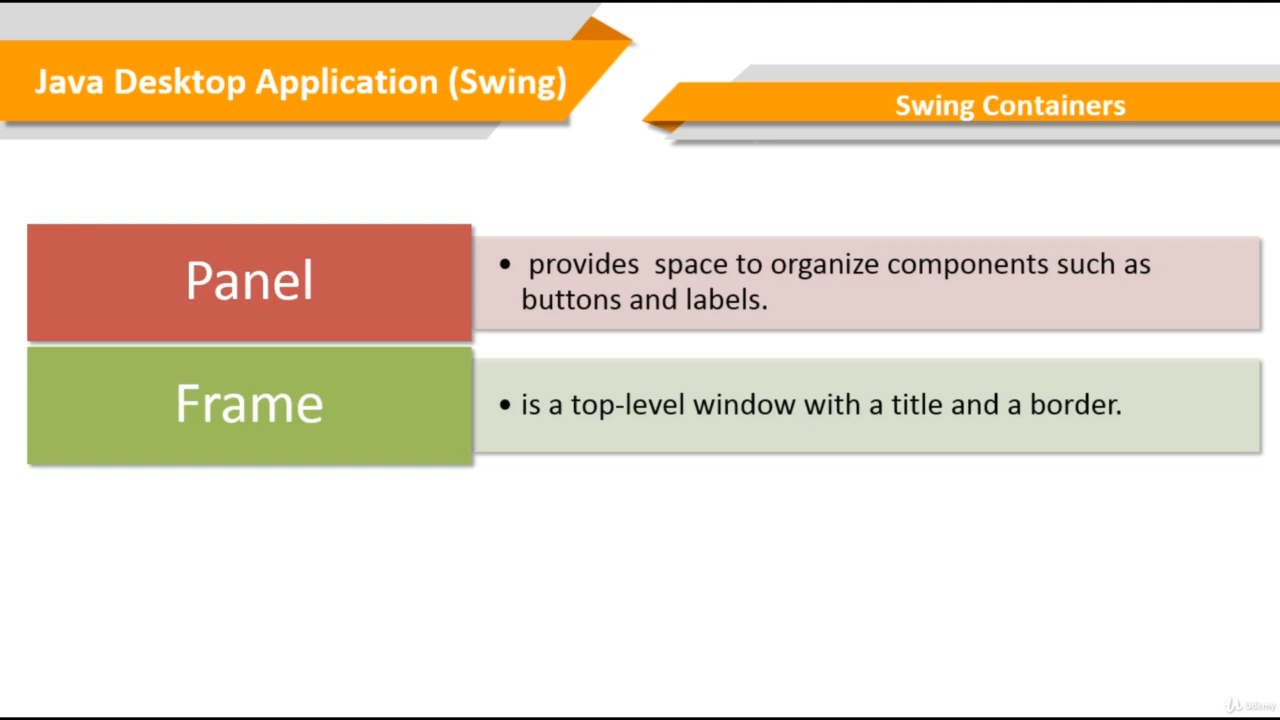 Java Desktop Application (Swing)
Swing Containers
Panel
• provides  space to organize components such as
buttons and labels.
Frame
• is a top-level window with a title and a border.
Udemy